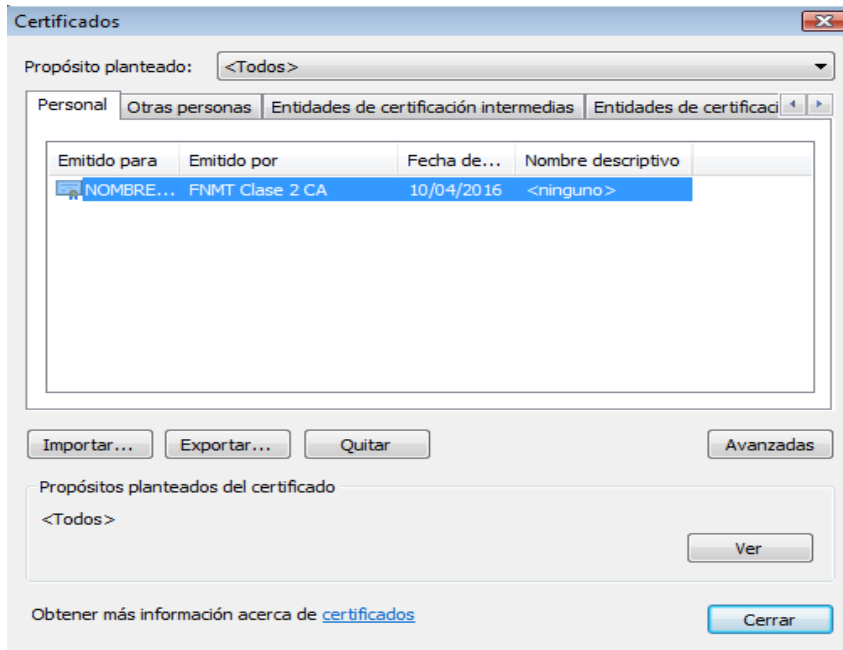 Certificados
Propósito planteado: <Todos>
Personal Otras personas Entidades de certificación intermedias Entidades de certificaci
Emitido para Emitido por Fecha de... Nombre descriptivo
NOMBRE... FNMT Clase 2 CA 10/04/2016 <ninguno>
Importar... Exportar... Quitar Avanzadas
Propósitos planteados del certificado
<Todos>
Ver
Obtener más información acerca de certificados
Cerrar